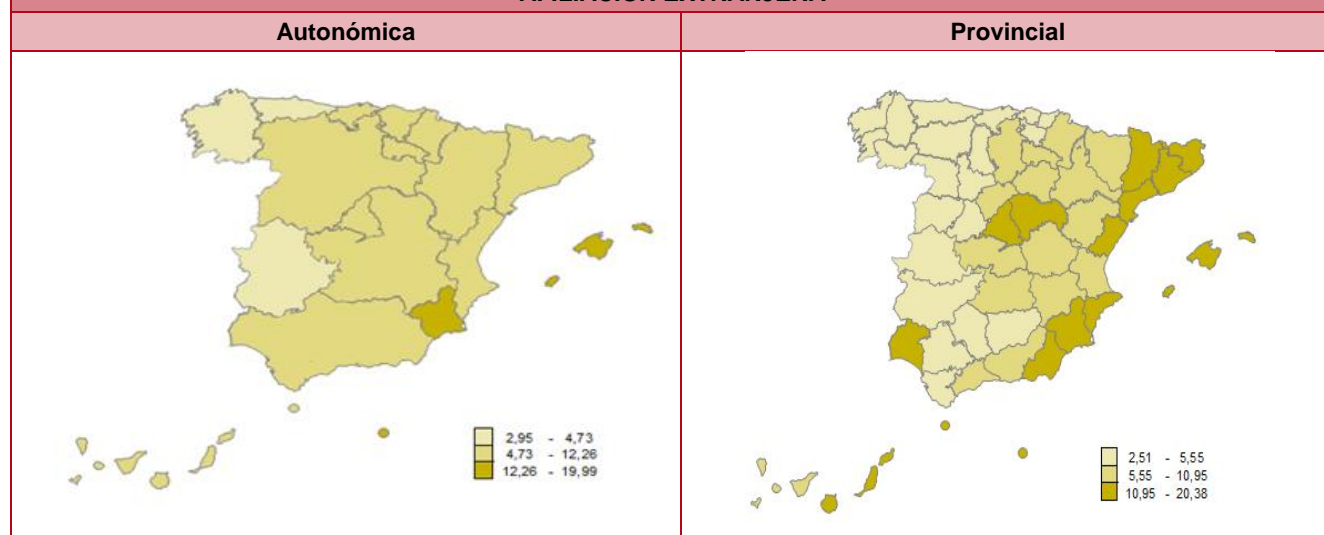 Autonómica
Provincial
2,95 - 4,73
4,73 - 12,26
12,26 - 19,99
2,51 - 5,55
5,55 - 10,95
10,95 - 20,38